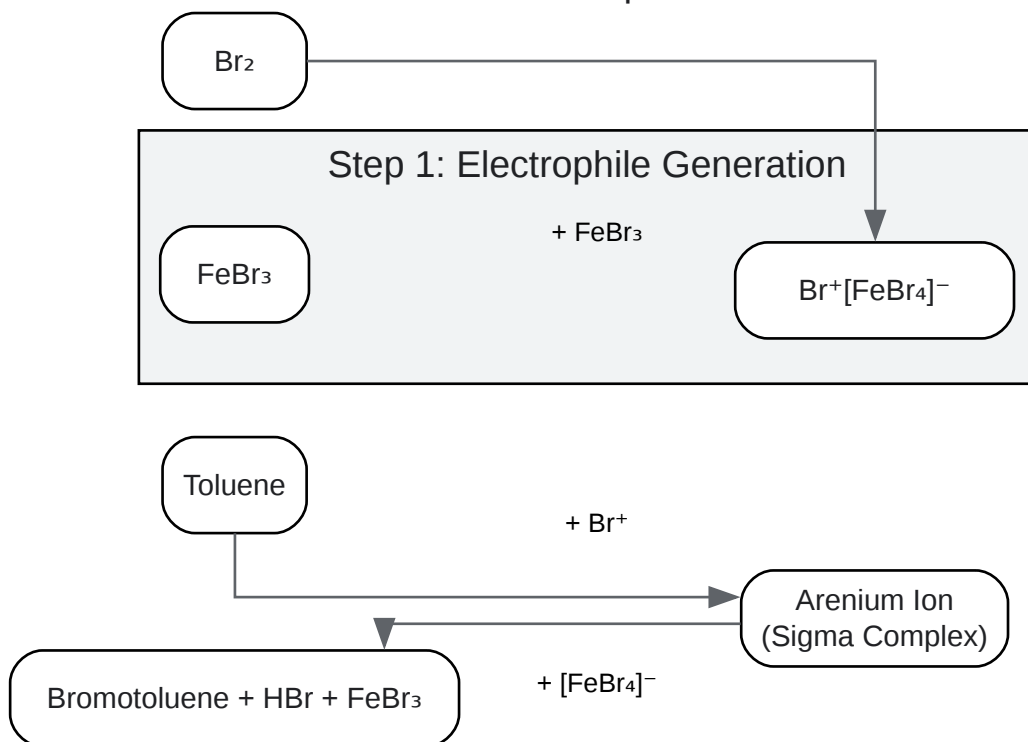 Br₂
Step 1: Electrophile Generation
+ FeBr₃
FeBr₃
Br⁺[FeBr₄]⁻
Toluene
+ Br⁺
Arenium Ion
(Sigma Complex)
+ [FeBr₄]⁻
Bromotoluene + HBr + FeBr₃